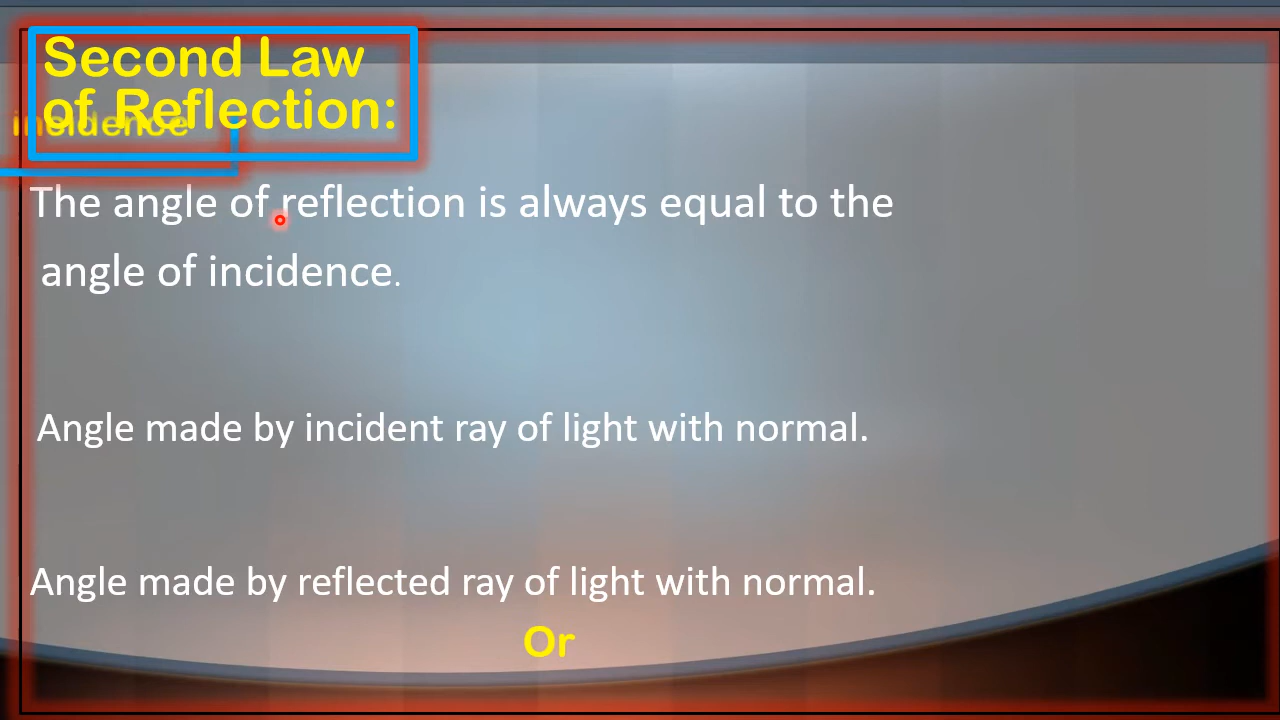 Second Law
of Reflection:
incidence
The angle of reflection is always equal to the
angle of incidence.
Angle made by incident ray of light with normal.
Angle made by reflected ray of light with normal.
Or